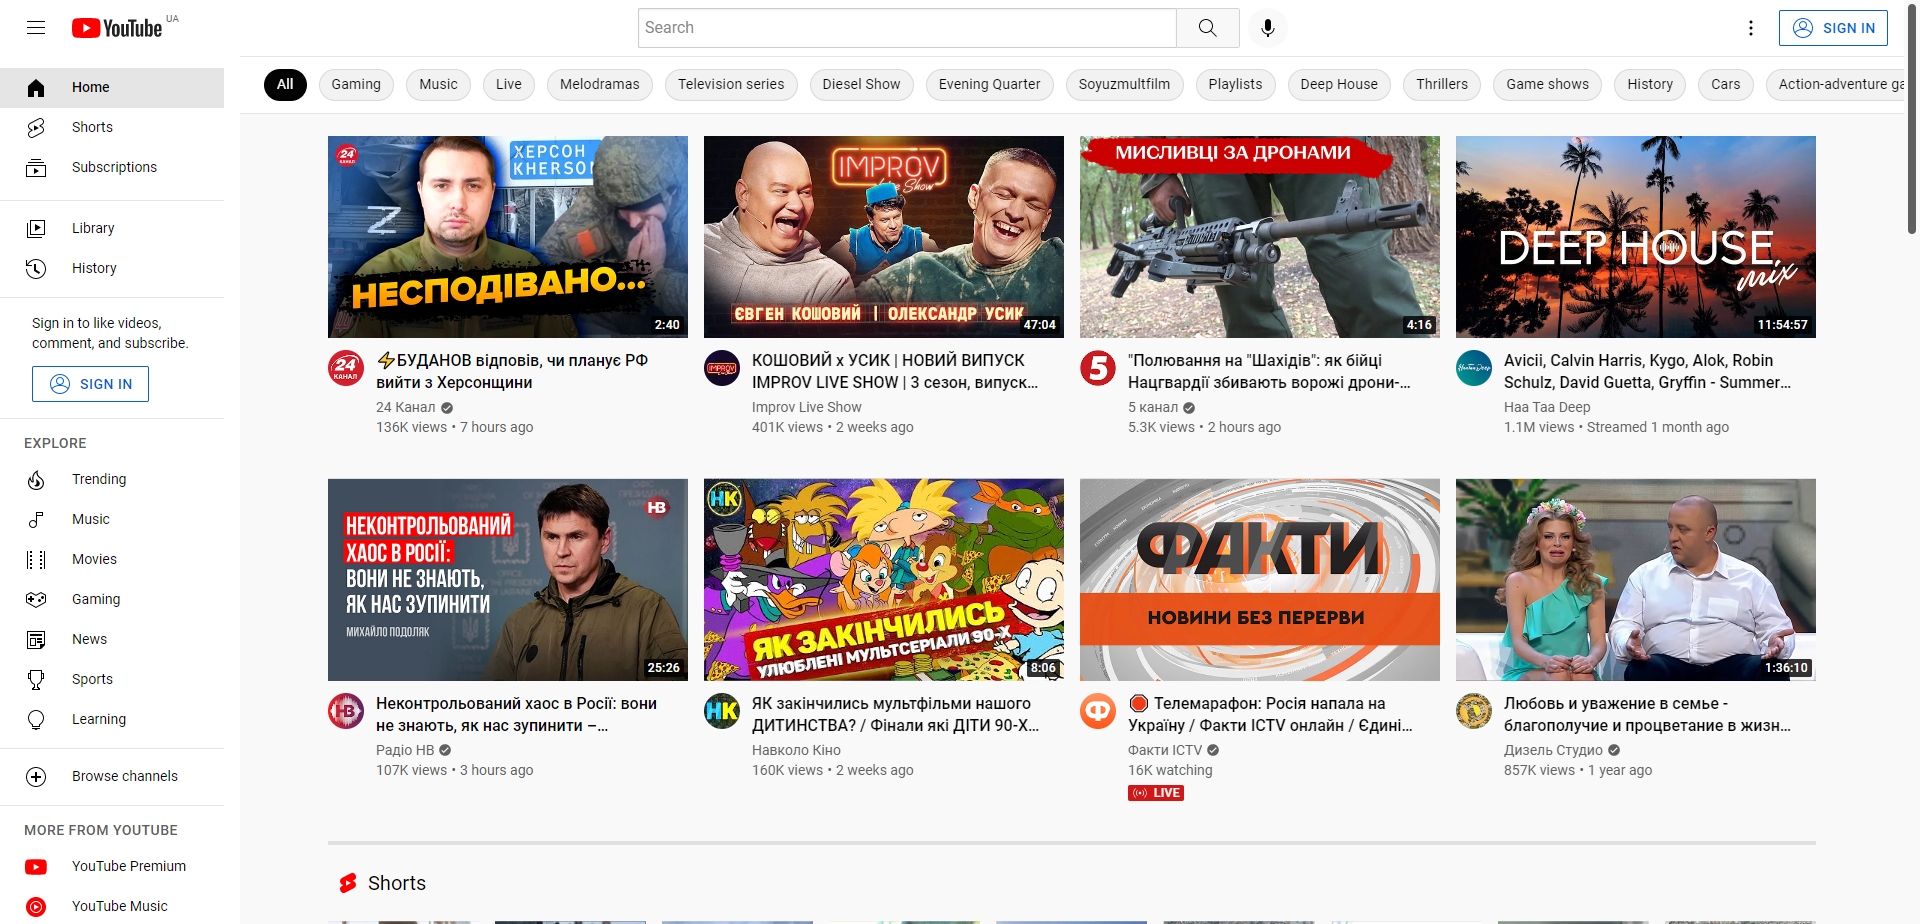 YouTube UA
Search
SIGN IN
Home
Shorts
Subscriptions
Library
History
Sign in to like videos,
comment, and subscribe.
SIGN IN
EXPLORE
Trending
Music
Movies
Gaming
News
Sports
Learning
Browse channels
MORE FROM YOUTUBE
YouTube Premium
YouTube Music
All Gaming Music Live Melodramas Television series Diesel Show Evening Quarter Soyuzmultfilm Playlists Deep House Thrillers Game shows History Cars Action-adventure ga
24
КАНАЛ
ХЕРСОН
KHERSON
Z
НЕСПОДІВАНО...
2:40
24
КАНАЛ
⚡БУДАНОВ відповів, чи планує РФ
вийти з Херсонщини
24 Канал
136K views • 7 hours ago
IMPROV
Live Show
ЄВГЕН КОШОВИЙ | ОЛЕКСАНДР УСИК
47:04
IMPROV
КОШОВИЙ х УСИК | НОВИЙ ВИПУСК
IMPROV LIVE SHOW | 3 сезон, випуск...
Improv Live Show
401K views • 2 weeks ago
МИСЛИВЦІ ЗА ДРОНАМИ
4:16
5
"Полювання на "Шахідів": як бійці
Нацгвардії збивають ворожі дрони-...
5 канал
5.3K views • 2 hours ago
DEEP HOUSE
mix
11:54:57
HaaTaaDeep
Avicii, Calvin Harris, Kygo, Alok, Robin
Schulz, David Guetta, Gryffin - Summer...
Haa Taa Deep
1.1M views • Streamed 1 month ago
НВ
НЕКОНТРОЛЬОВАНИЙ
ХАОС В РОСІЇ:
ВОНИ НЕ ЗНАЮТЬ,
ЯК НАС ЗУПИНИТИ
МИХАЙЛО ПОДОЛЯК
25:26
НВ
Неконтрольований хаос в Росії: вони
не знають, як нас зупинити –...
Радіо НВ
107K views • 3 hours ago
НК
ЯК ЗАКІНЧИЛИСЬ
УЛЮБЛЕНІ МУЛЬТСЕРІАЛИ 90-Х
8:06
НК
ЯК закінчились мультфільми нашого
ДИТИНСТВА? / Фінали які ДІТИ 90-Х...
Навколо Кіно
160K views • 2 weeks ago
ФАКТИ
НОВИНИ БЕЗ ПЕРЕРВИ
Ф
🛑 Телемарафон: Росія напала на
Україну / Факти ICTV онлайн / Єдині...
Факти ICTV
16K watching
LIVE
1:36:10
Любовь и уважение в семье -
благополучие и процветание в жизн...
Дизель Студио
857K views • 1 year ago
Shorts